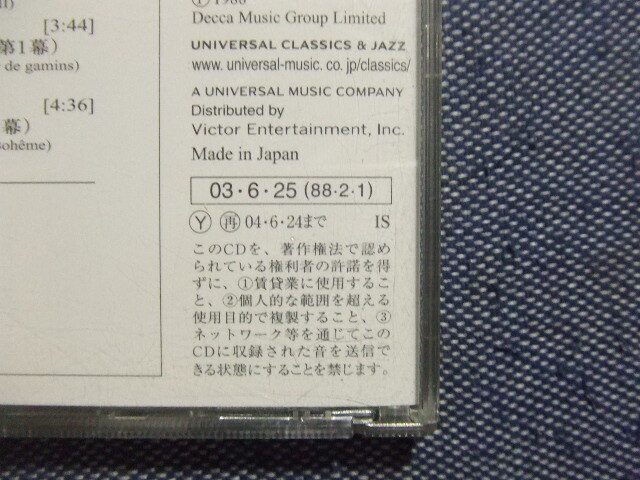 [3:44]
第1幕）
de gamins)
[4:36]
幕）
Bohême)
Decca Music Group Limited
UNIVERSAL CLASSICS & JAZZ
www. universal-music. co. jp/classics/
A UNIVERSAL MUSIC COMPANY
Distributed by
Victor Entertainment, Inc.
Made in Japan
03・6・25 (88・2・1)
Ⓨ ㊢ 04・6・24まで IS
このCDを、著作権法で認め
られている権利者の許諾を得
ずに、①賃貸業に使用するこ
と、②個人的な範囲を超える
使用目的で複製すること、③
ネットワーク等を通じてこの
CDに収録された音を送信で
きる状態にすることを禁じます。